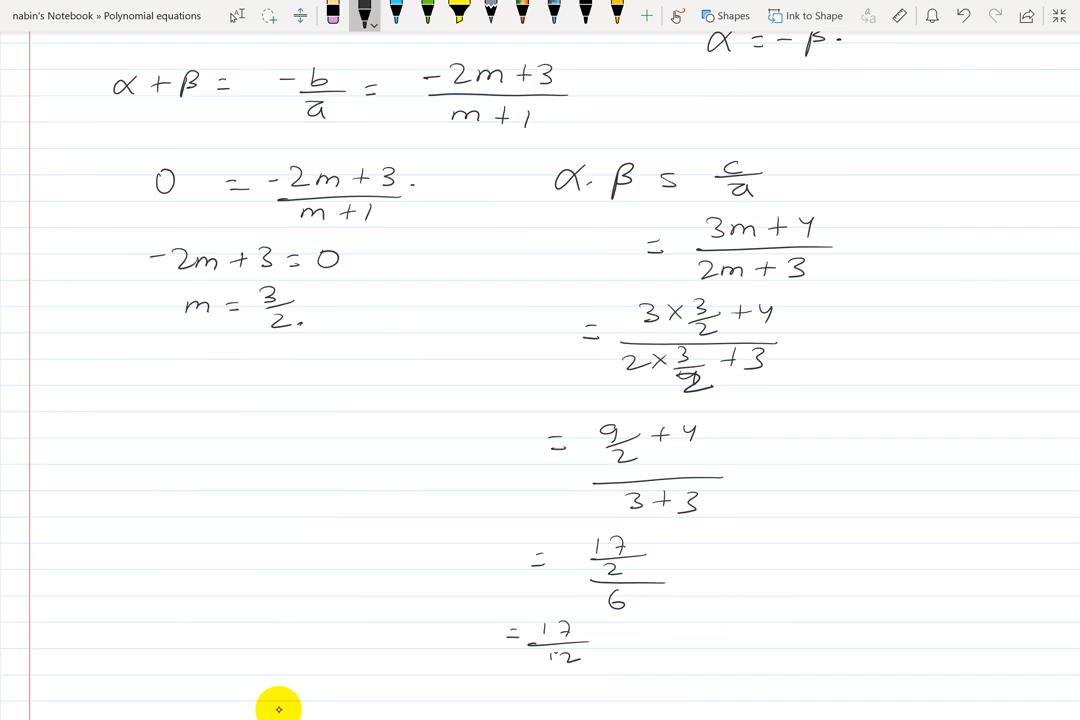 nabin's Notebook » Polynomial equations
Shapes
Ink to Shape
α = - β.
α + β = -b/a = (-2m + 3)/(m + 1)
0 = (-2m + 3)/(m + 1).
-2m + 3 = 0
m = 3/2.
α. β = c/a
= (3m + 4)/(2m + 3)
= (3 × 3/2 + 4)/(2 × 3/2 + 3)
= (9/2 + 4)/(3 + 3)
= (17/2)/6
= 17/12